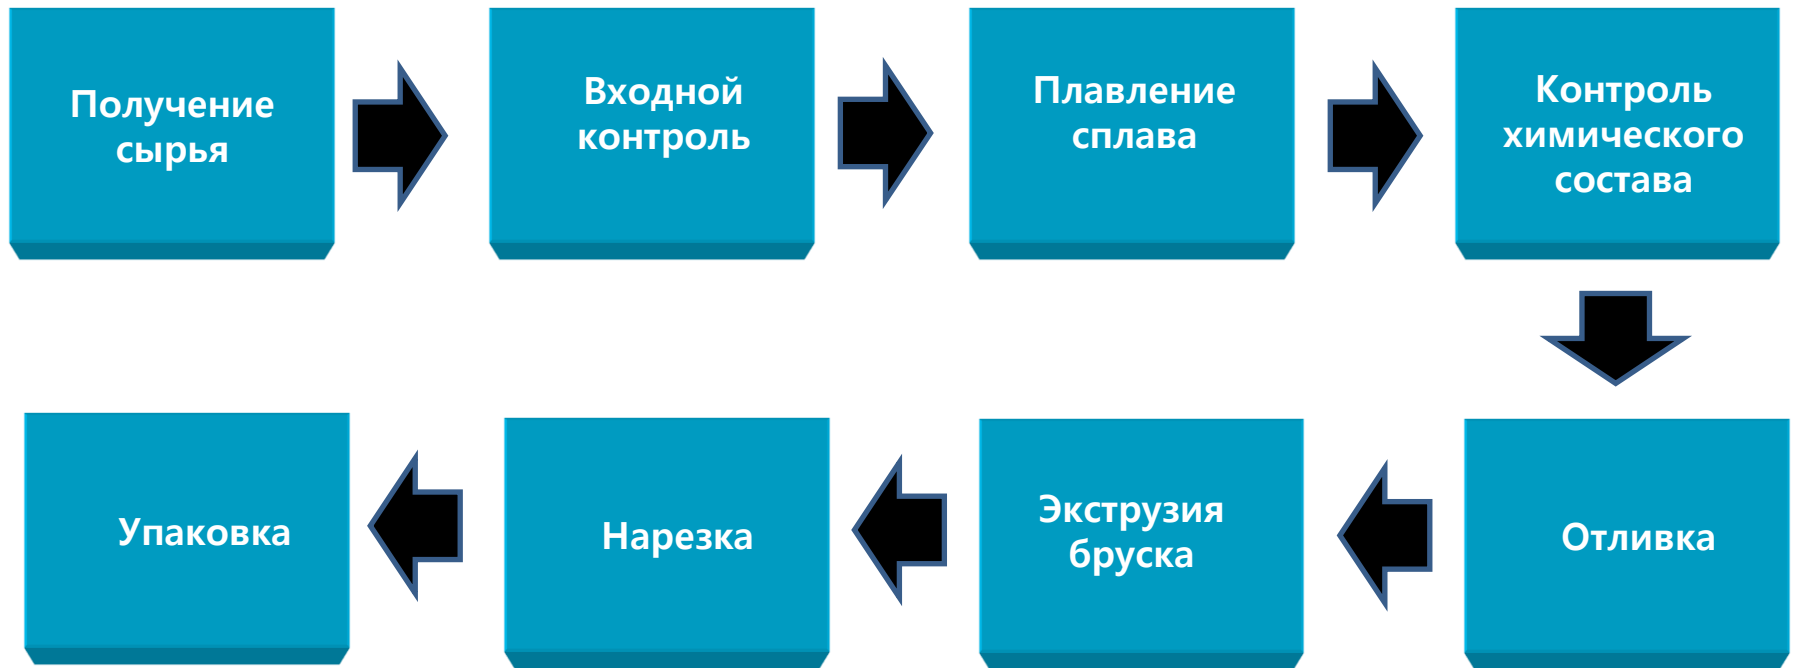 Получение
сырья
Входной
контроль
Плавление
сплава
Контроль
химического
состава
Отливка
Экструзия
бруска
Нарезка
Упаковка